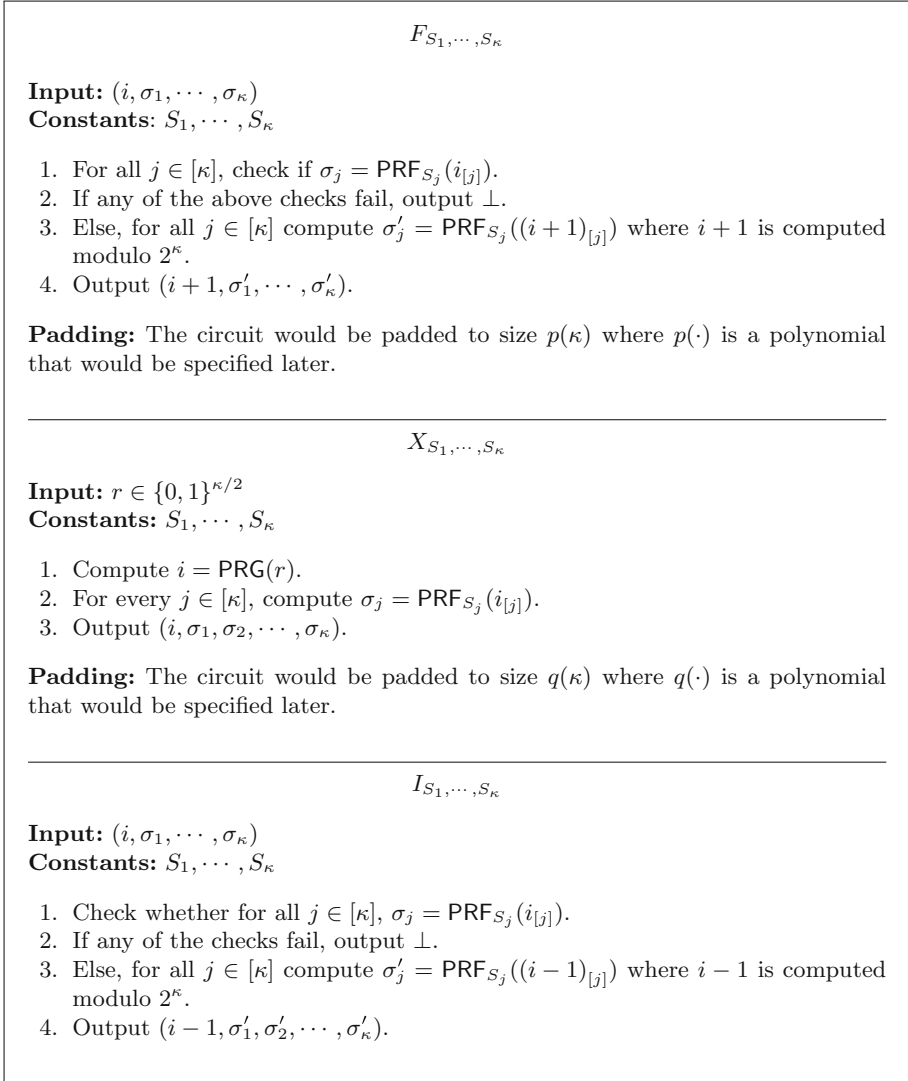 F_{S_1,⋯,S_κ}
Input: (i, σ_1, ⋯ , σ_κ)
Constants: S_1, ⋯ , S_κ
1. For all j ∈ [κ], check if σ_j = PRF_{S_j}(i_{[j]}).
2. If any of the above checks fail, output ⊥.
3. Else, for all j ∈ [κ] compute σ′_j = PRF_{S_j}((i + 1)_{[j]}) where i + 1 is computed
modulo 2^κ.
4. Output (i + 1, σ′_1, ⋯ , σ′_κ).
Padding: The circuit would be padded to size p(κ) where p(·) is a polynomial
that would be specified later.
X_{S_1,⋯,S_κ}
Input: r ∈ {0, 1}^{κ/2}
Constants: S_1, ⋯ , S_κ
1. Compute i = PRG(r).
2. For every j ∈ [κ], compute σ_j = PRF_{S_j}(i_{[j]}).
3. Output (i, σ_1, σ_2, ⋯ , σ_κ).
Padding: The circuit would be padded to size q(κ) where q(·) is a polynomial
that would be specified later.
I_{S_1,⋯,S_κ}
Input: (i, σ_1, ⋯ , σ_κ)
Constants: S_1, ⋯ , S_κ
1. Check whether for all j ∈ [κ], σ_j = PRF_{S_j}(i_{[j]}).
2. If any of the checks fail, output ⊥.
3. Else, for all j ∈ [κ] compute σ′_j = PRF_{S_j}((i − 1)_{[j]}) where i − 1 is computed
modulo 2^κ.
4. Output (i − 1, σ′_1, σ′_2, ⋯ , σ′_κ).